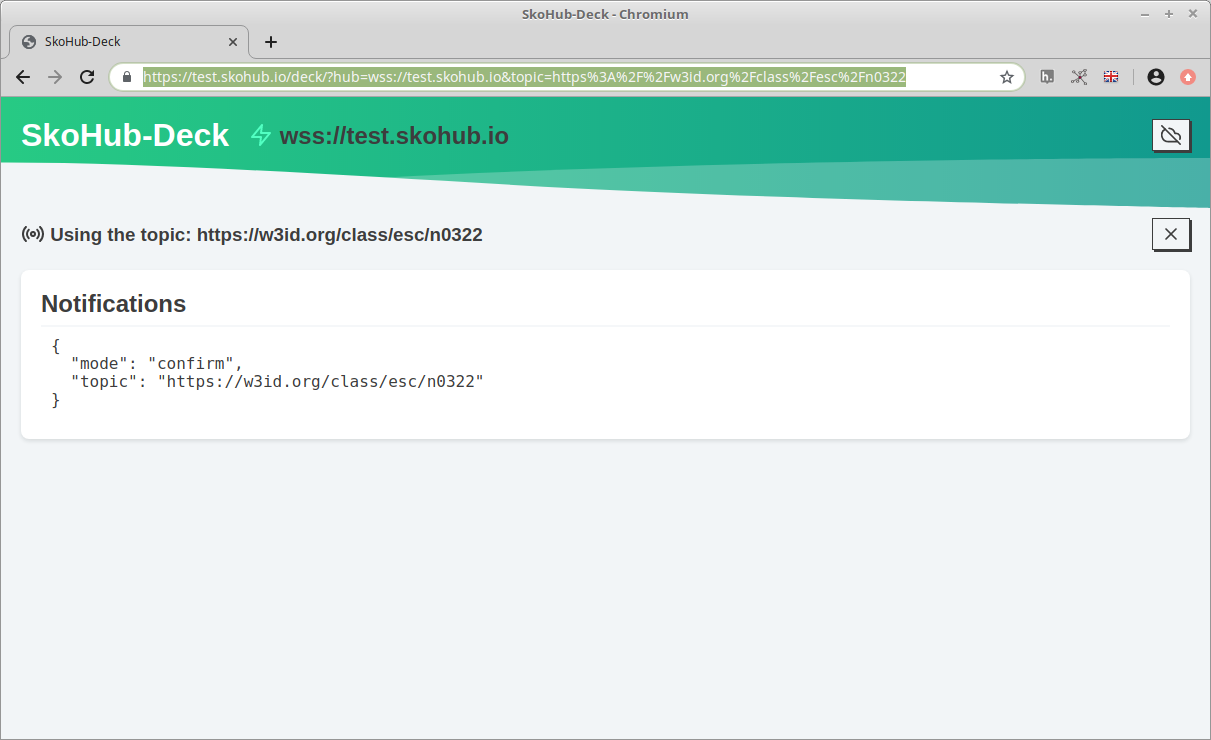 SkoHub-Deck - Chromium
SkoHub-Deck
https://test.skohub.io/deck/?hub=wss://test.skohub.io&topic=https%3A%2F%2Fw3id.org%2Fclass%2Fesc%2Fn0322
h.
SkoHub-Deck wss://test.skohub.io
Using the topic: https://w3id.org/class/esc/n0322
Notifications
{
"mode": "confirm",
"topic": "https://w3id.org/class/esc/n0322"
}